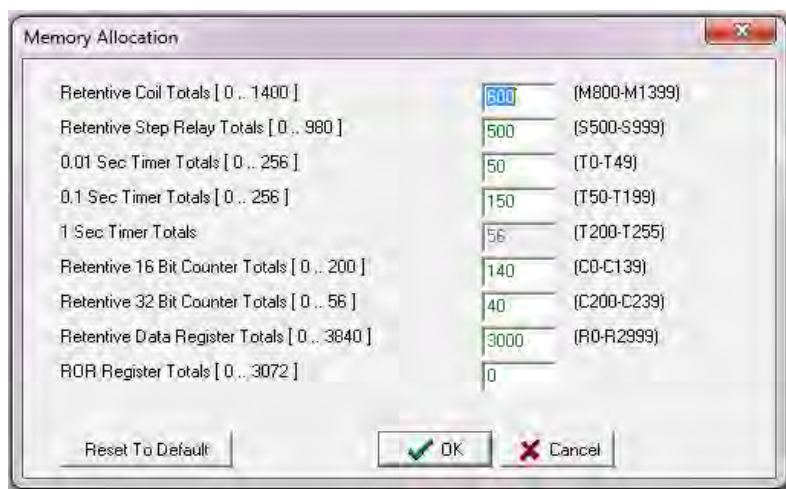 Memory Allocation
Retentive Coil Totals [ 0 .. 1400 ] 600 (M800-M1399)
Retentive Step Relay Totals [ 0 .. 980 ] 500 (S500-S999)
0.01 Sec Timer Totals [ 0 .. 256 ] 50 (T0-T49)
0.1 Sec Timer Totals [ 0 .. 256 ] 150 (T50-T199)
1 Sec Timer Totals 56 (T200-T255)
Retentive 16 Bit Counter Totals [ 0 .. 200 ] 140 (C0-C139)
Retentive 32 Bit Counter Totals [ 0 .. 56 ] 40 (C200-C239)
Retentive Data Register Totals [ 0 .. 3840 ] 3000 (R0-R2999)
ROR Register Totals [ 0 .. 3072 ] 0
Reset To Default OK Cancel